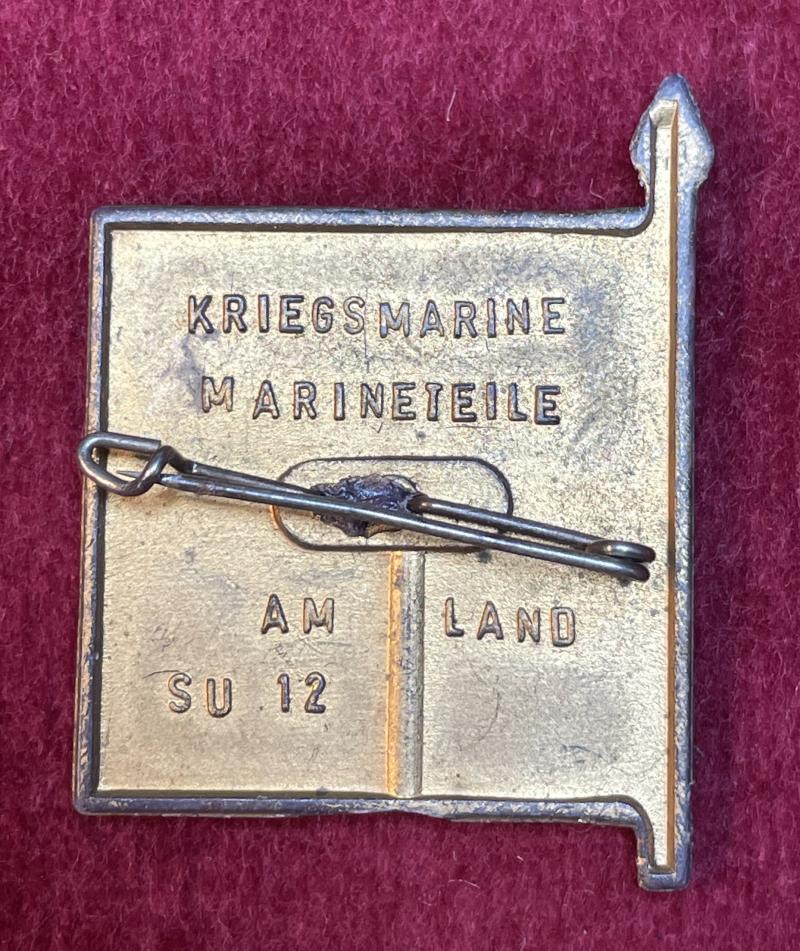 KRIEGSMARINE
MARINETEILE
AM LAND
SU 12